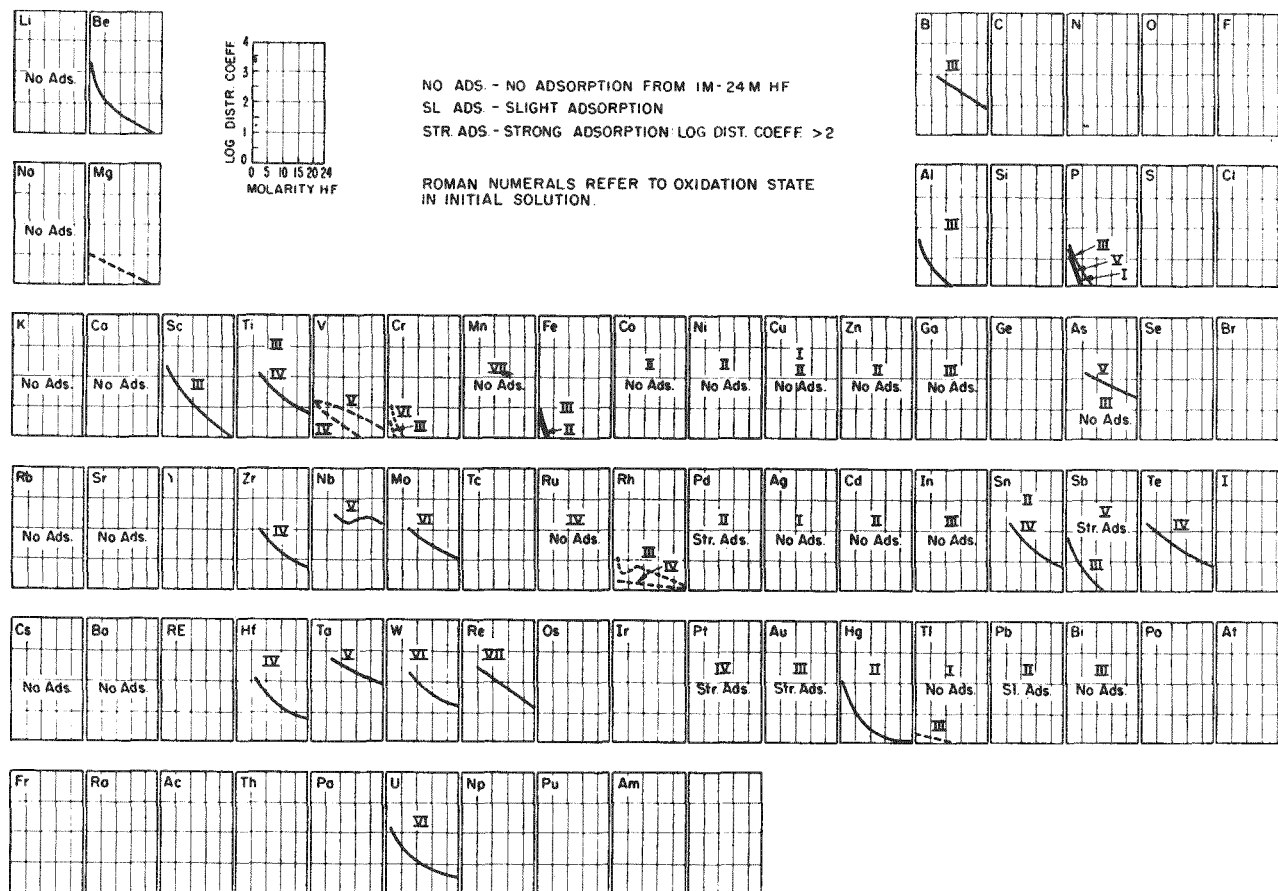 Li Be B C N O F
No Ads.
III
LOG DISTR. COEFF
4
3
2
1
0
0 5 10 15 20 24
MOLARITY HF
NO ADS. - NO ADSORPTION FROM 1M - 24M HF
SL ADS - SLIGHT ADSORPTION
STR. ADS - STRONG ADSORPTION LOG DIST. COEFF. >2
ROMAN NUMERALS REFER TO OXIDATION STATE
IN INITIAL SOLUTION.
Na Mg Al Si P S Cl
No Ads.
III
III
V
I
K Ca Sc Ti V Cr Mn Fe Co Ni Cu Zn Ga Ge As Se Br
No Ads.
No Ads.
III
III
IV
V
IV
VI
III
VII
No Ads.
III
II
II
No Ads.
II
No Ads.
I
II
No Ads.
II
No Ads.
III
No Ads.
V
III
No Ads.
Rb Sr Zr Nb Mo Tc Ru Rh Pd Ag Cd In Sn Sb Te I
No Ads.
No Ads.
IV
V
VI
IV
No Ads.
III
IV
II
Str. Ads.
I
No Ads.
II
No Ads.
III
No Ads.
II
IV
V
Str. Ads.
III
IV
Cs Ba RE Hf Ta W Re Os Ir Pt Au Hg Tl Pb Bi Po At
No Ads.
No Ads.
IV
V
VI
VII
IV
Str. Ads.
III
Str. Ads.
II
I
No Ads.
III
II
Sl. Ads.
III
No Ads.
Fr Ra Ac Th Pa U Np Pu Am
VI